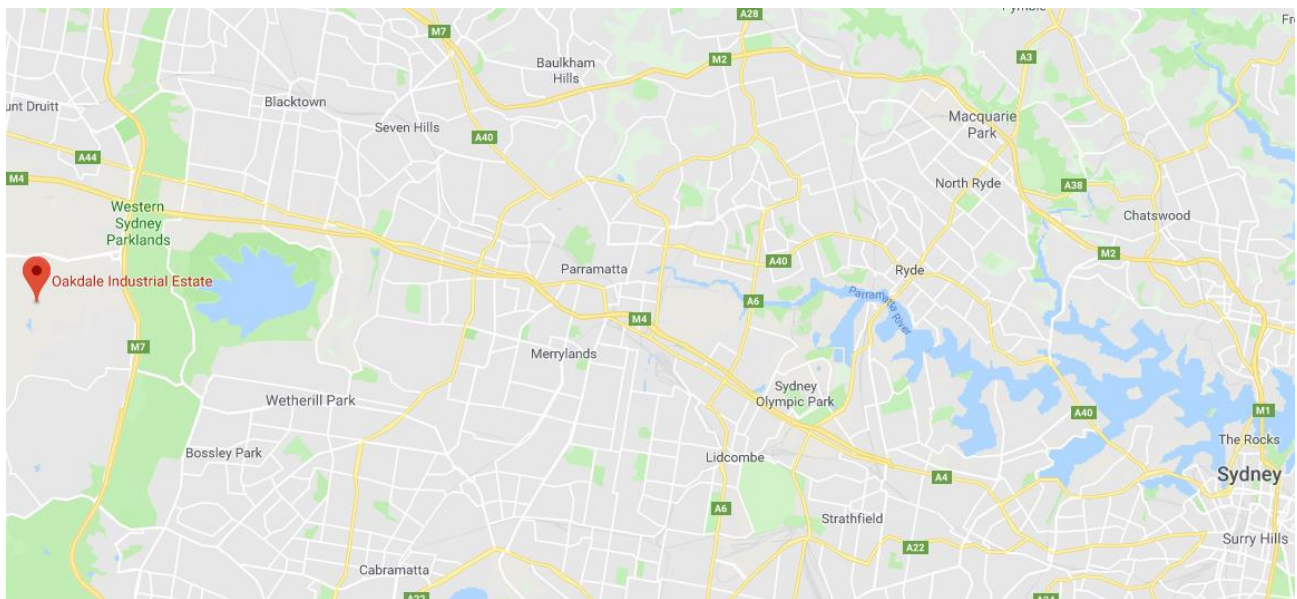 A28
Pymble
M7
A3
Baulkham
Hills
M2
unt Druitt
Blacktown
Seven Hills
A40
Macquarie
Park
A44
M4
North Ryde
A38
Western
Sydney
Parklands
Chatswood
M2
Oakdale Industrial Estate
Parramatta
A40
Ryde
A6
Parramatta River
M4
M7
Merrylands
Sydney
Olympic Park
Wetherill Park
A40
M1
The Rocks
Bossley Park
Lidcombe
A4
Sydney
A6
Strathfield
A22
Surry Hills
Cabramatta